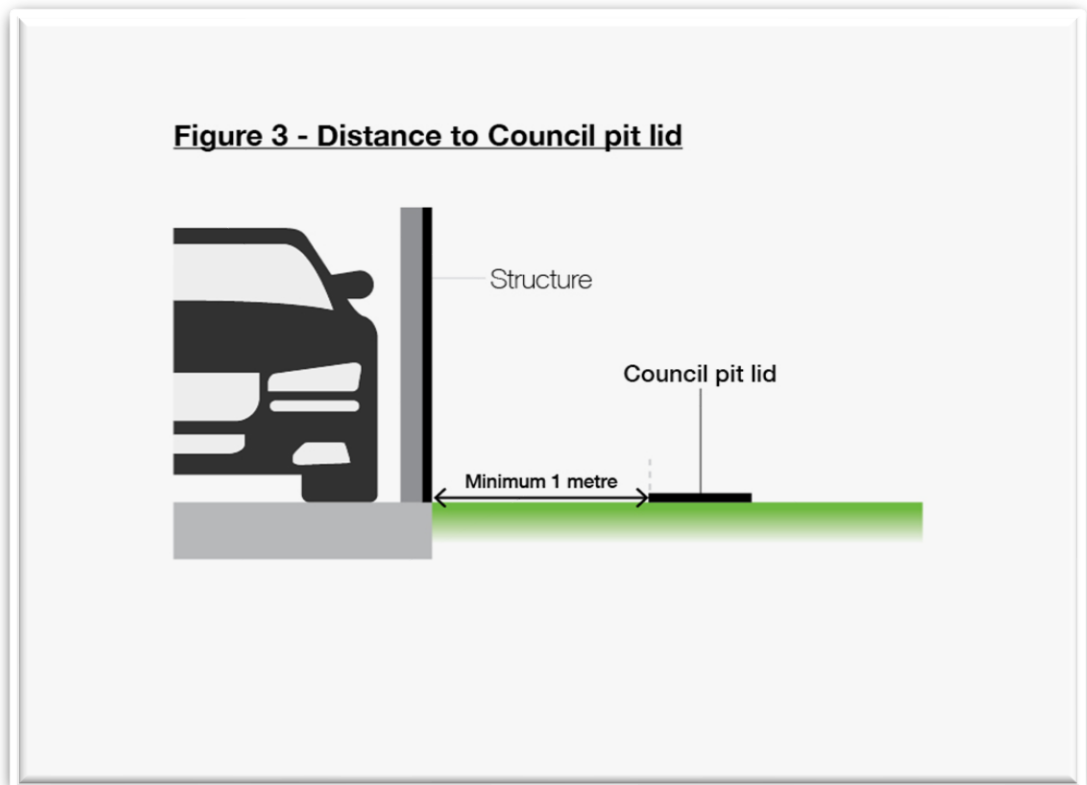 Figure 3 - Distance to Council pit lid
Structure
Council pit lid
Minimum 1 metre